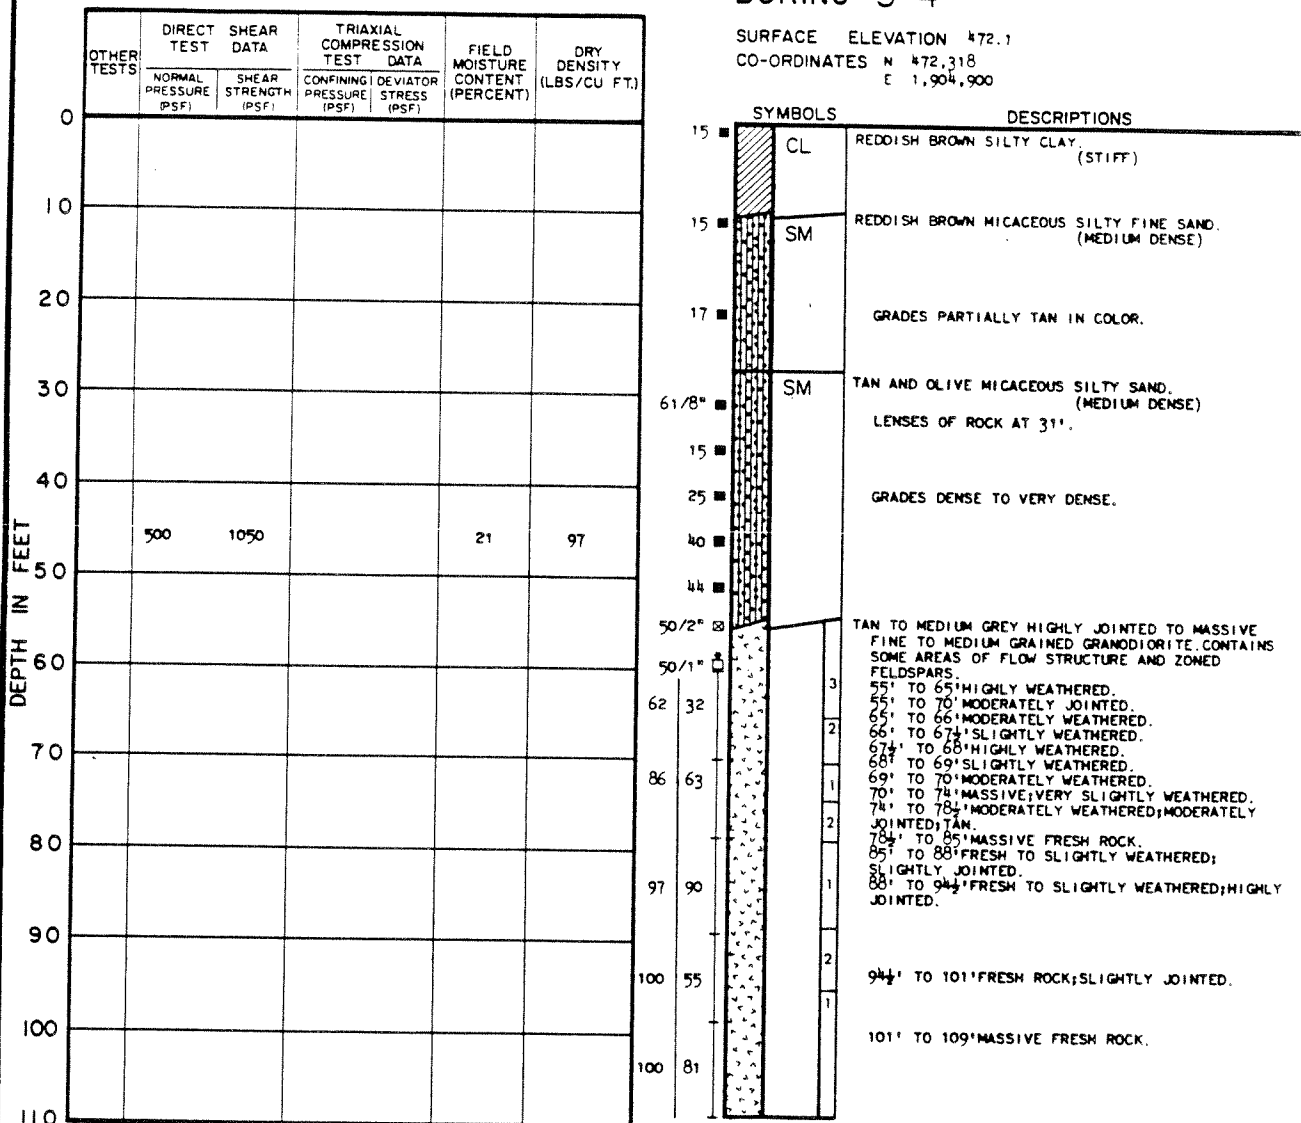 BORING
SURFACE ELEVATION 472.1
CO-ORDINATES N 472,318
E 1,904,900
OTHER TESTS
DIRECT SHEAR
TEST DATA
NORMAL PRESSURE (PSF)
SHEAR STRENGTH (PSF)
TRIAXIAL
COMPRESSION
TEST DATA
CONFINING PRESSURE (PSF)
DEVIATOR STRESS (PSF)
FIELD MOISTURE CONTENT (PERCENT)
DRY DENSITY (LBS/CU FT.)
DEPTH IN FEET
0
10
20
30
40
50
60
70
80
90
100
110
500 1050 21 97
SYMBOLS DESCRIPTIONS
15 CL REDDISH BROWN SILTY CLAY.
(STIFF)
15 SM REDDISH BROWN MICACEOUS SILTY FINE SAND.
(MEDIUM DENSE)
17 GRADES PARTIALLY TAN IN COLOR.
SM TAN AND OLIVE MICACEOUS SILTY SAND.
61/8" (MEDIUM DENSE)
LENSES OF ROCK AT 31'.
15
25 GRADES DENSE TO VERY DENSE.
40
44
50/2" TAN TO MEDIUM GREY HIGHLY JOINTED TO MASSIVE
FINE TO MEDIUM GRAINED GRANODIORITE.CONTAINS
50/1" SOME AREAS OF FLOW STRUCTURE AND ZONED
FELDSPARS.
3 55' TO 65'HIGHLY WEATHERED.
62 32 55' TO 70'MODERATELY JOINTED.
65' TO 66'MODERATELY WEATHERED.
2 66' TO 67½'SLIGHTLY WEATHERED.
67½' TO 68'HIGHLY WEATHERED.
68' TO 69'SLIGHTLY WEATHERED.
86 63 1 69' TO 70'MODERATELY WEATHERED.
70' TO 74'MASSIVE;VERY SLIGHTLY WEATHERED.
74' TO 78½'MODERATELY WEATHERED;MODERATELY
2 JOINTED;TAN.
78½' TO 85'MASSIVE FRESH ROCK.
85' TO 88'FRESH TO SLIGHTLY WEATHERED;
SLIGHTLY JOINTED.
97 90 1 88' TO 94½'FRESH TO SLIGHTLY WEATHERED;HIGHLY
JOINTED.
2
100 55 94½' TO 101'FRESH ROCK;SLIGHTLY JOINTED.
1
101' TO 109'MASSIVE FRESH ROCK.
100 81